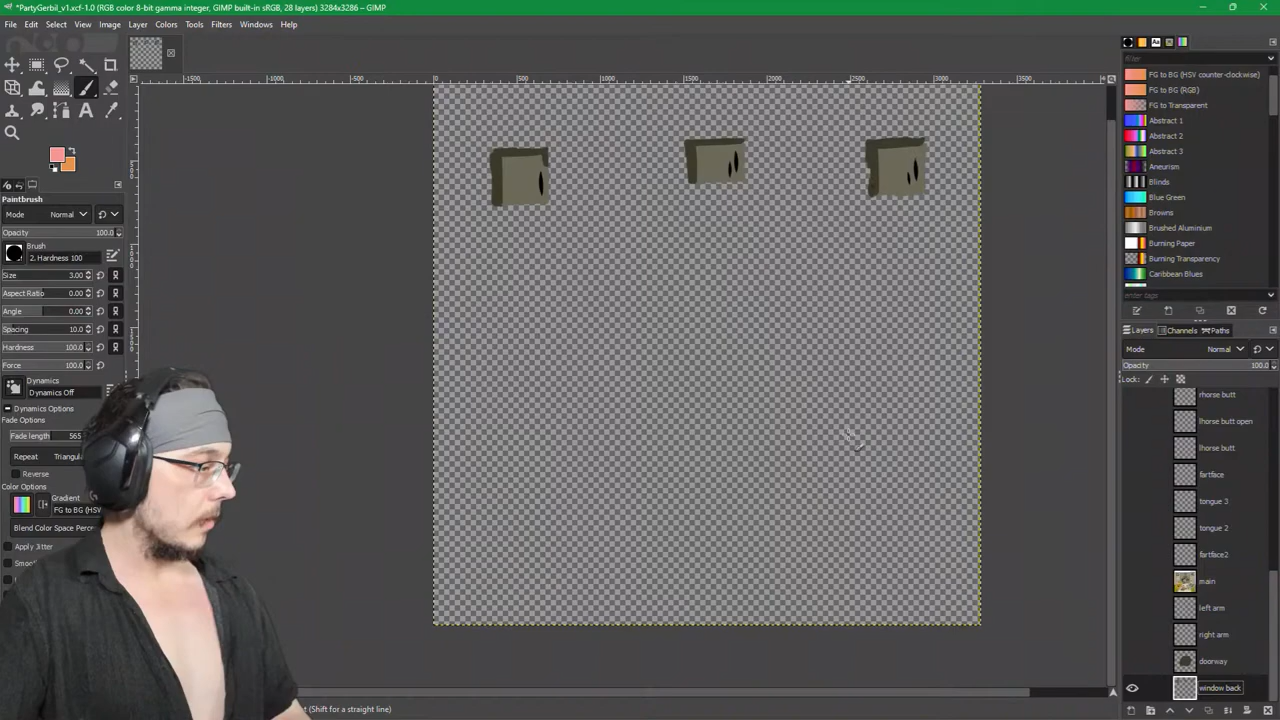 *PartyGerbil_v1.xcf-1.0 (RGB color 8-bit gamma integer, GIMP built-in sRGB, 28 layers) 3284x3286 – GIMP
File Edit Select View Image Layer Colors Tools Filters Windows Help
-1500 -1000 -500 0 500 1000 1500 2000 2500 3000 3500
Paintbrush
Mode Normal
Opacity 100.0
Brush
2. Hardness 100
Size 3.00
Aspect Ratio 0.00
Angle 0.00
Spacing 10.0
Hardness 100.0
Force 100.0
Dynamics
Dynamics Off
Dynamics Options
Fade Options
Fade length 565
Repeat Triangul
Reverse
Color Options
Gradient
FG to BG (HSV
Blend Color Space Perc
Apply Jitter
(Shift for a straight line)
filter
FG to BG (HSV counter-clockwise)
FG to BG (RGB)
FG to Transparent
Abstract 1
Abstract 2
Abstract 3
Aneurism
Blinds
Blue Green
Browns
Brushed Aluminium
Burning Paper
Burning Transparency
Caribbean Blues
enter tags
Layers Channels Paths
Mode Normal
Opacity 100.0
Lock:
rhorse butt
lhorse butt open
lhorse butt
fartface
tongue 3
tongue 2
fartface2
main
left arm
right arm
doorway
window back